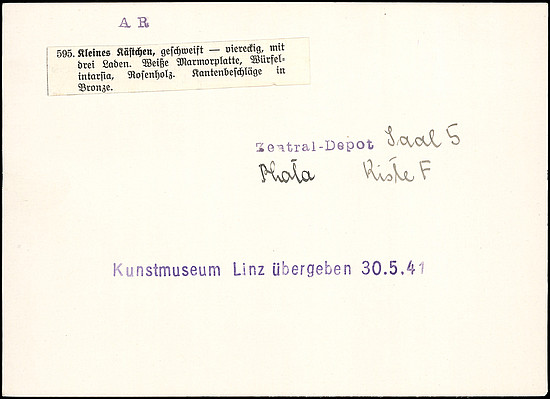 A R
595. Kleines Kästchen, geschweift — viereckig, mit
drei Laden. Weiße Marmorplatte, Würfel-
intarsia, Rosenholz. Kantenbeschläge in
Bronze.
Zentral-Depot Saal 5
Kiste F
Kunstmuseum Linz übergeben 30.5.41